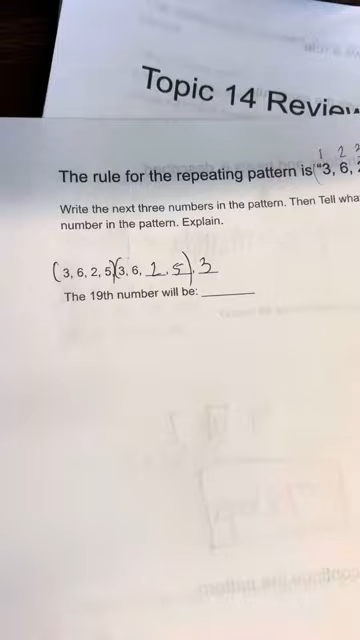 Topic 14 Review
1 2
The rule for the repeating pattern is "3, 6,
Write the next three numbers in the pattern. Then Tell wha
number in the pattern. Explain.
(3, 6, 2, 5)(3, 6, 2, 5), 3
The 19th number will be: ________